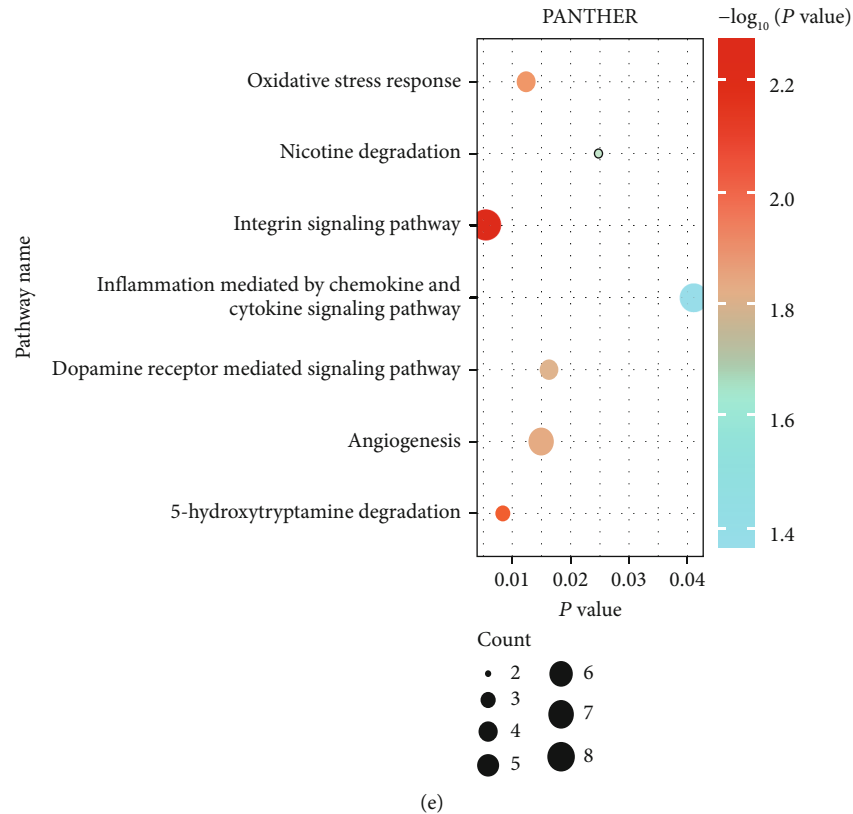 PANTHER
−log10 (P value)
Oxidative stress response
Nicotine degradation
Integrin signaling pathway
Inflammation mediated by chemokine and
cytokine signaling pathway
Dopamine receptor mediated signaling pathway
Angiogenesis
5-hydroxytryptamine degradation
Pathway name
2.2
2.0
1.8
1.6
1.4
0.01 0.02 0.03 0.04
P value
Count
2 6
3 7
4 8
5
(e)